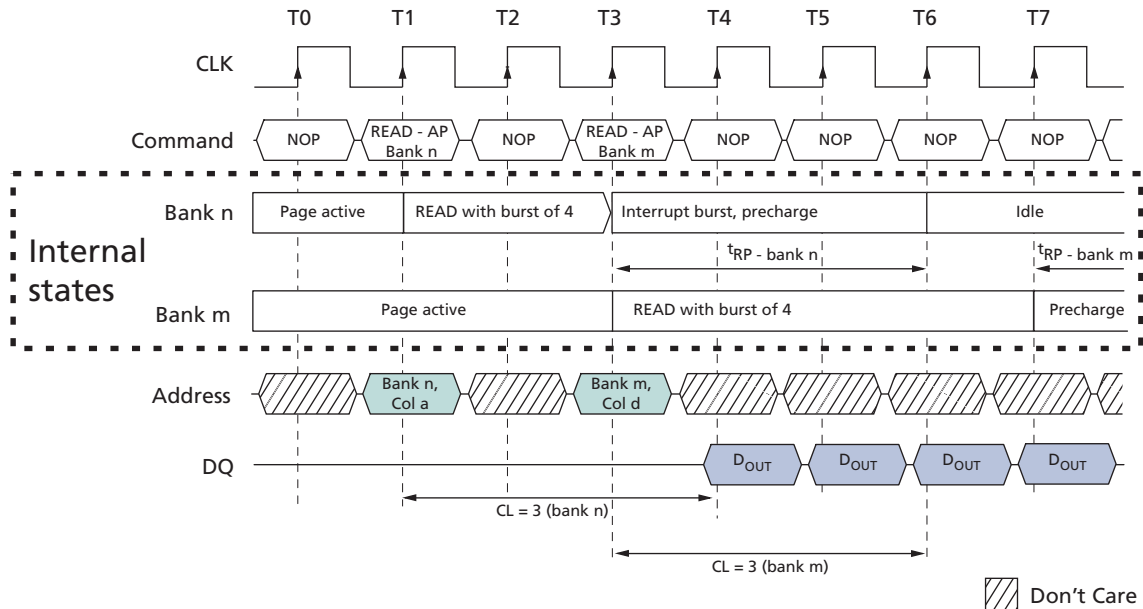 T0 T1 T2 T3 T4 T5 T6 T7
CLK
Command NOP READ - AP Bank n NOP READ - AP Bank m NOP NOP NOP NOP
Bank n Page active READ with burst of 4 Interrupt burst, precharge Idle
Internal states
tRP - bank n tRP - bank m
Bank m Page active READ with burst of 4 Precharge
Address Bank n, Col a Bank m, Col d
DQ DOUT DOUT DOUT DOUT
CL = 3 (bank n)
CL = 3 (bank m)
Don't Care